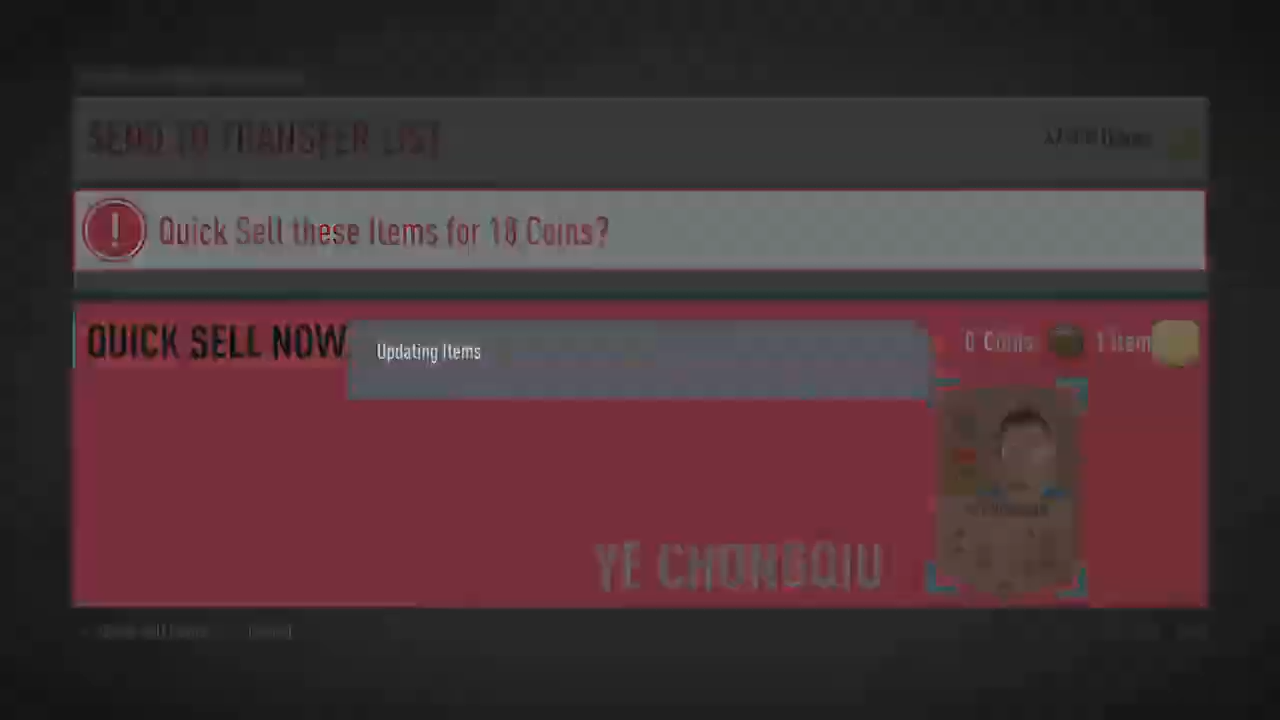 SEND TO TRANSFER LIST
Quick Sell these Items for 18 Coins?
QUICK SELL NOW
0 Coins
1 Item
Updating Items
YE CHONGQIU